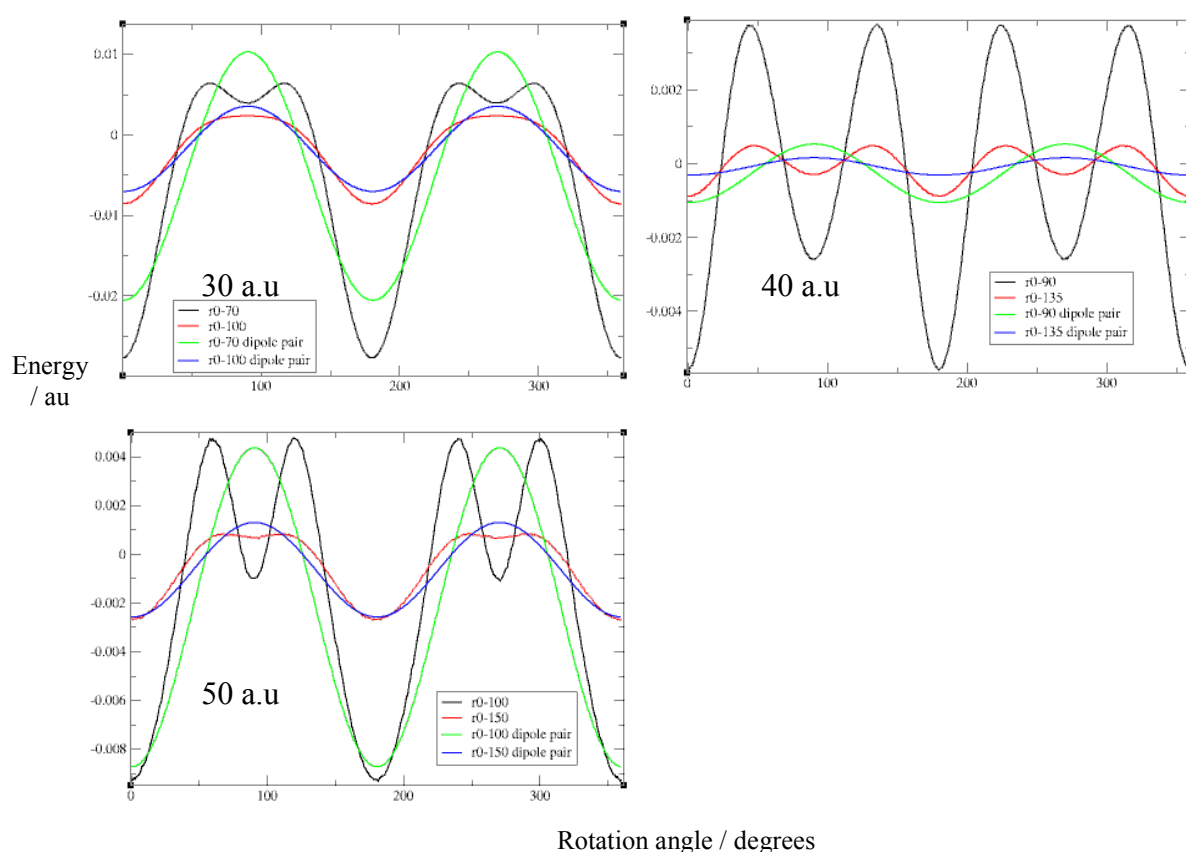 0.01
0
-0.01
-0.02
100
200
300
30 a.u
r0-70
r0-100
r0-70 dipole pair
r0-100 dipole pair
0.002
0
-0.002
-0.004
0
100
200
300
40 a.u
r0-90
r0-135
r0-90 dipole pair
r0-135 dipole pair
Energy
/ au
0.004
0.002
0
-0.002
-0.004
-0.006
-0.008
0
100
200
300
50 a.u
r0-100
r0-150
r0-100 dipole pair
r0-150 dipole pair
Rotation angle / degrees